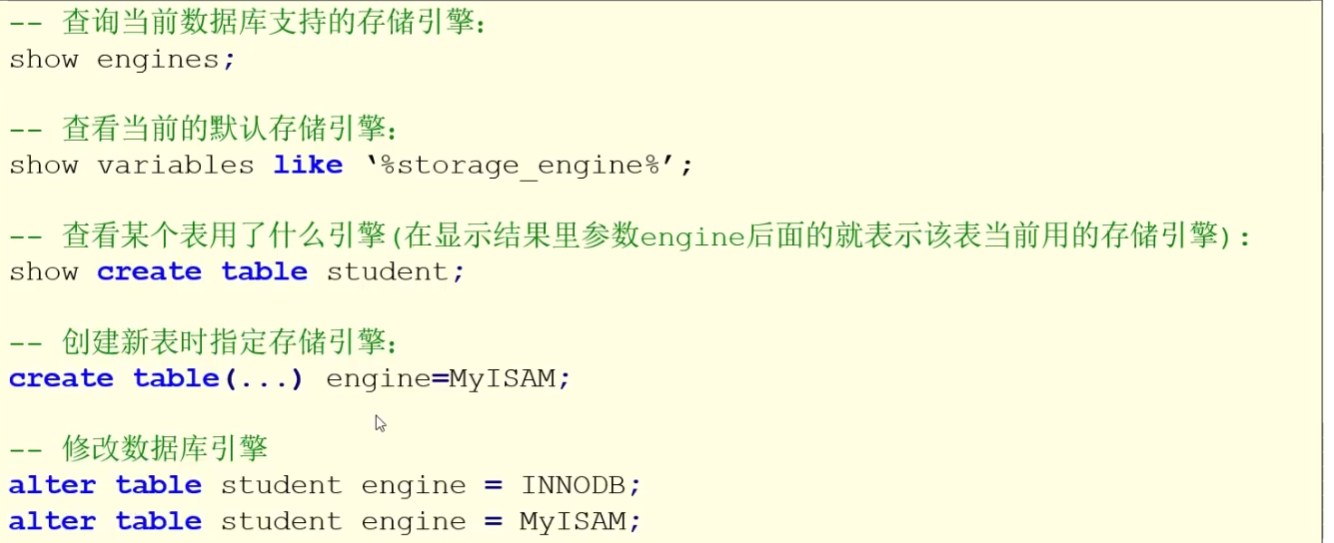 -- 查询当前数据库支持的存储引擎:
show engines;
-- 查看当前的默认存储引擎:
show variables like ‘%storage_engine%’;
-- 查看某个表用了什么引擎(在显示结果里参数engine后面的就表示该表当前用的存储引擎):
show create table student;
-- 创建新表时指定存储引擎:
create table(...) engine=MyISAM;
-- 修改数据库引擎
alter table student engine = INNODB;
alter table student engine = MyISAM;